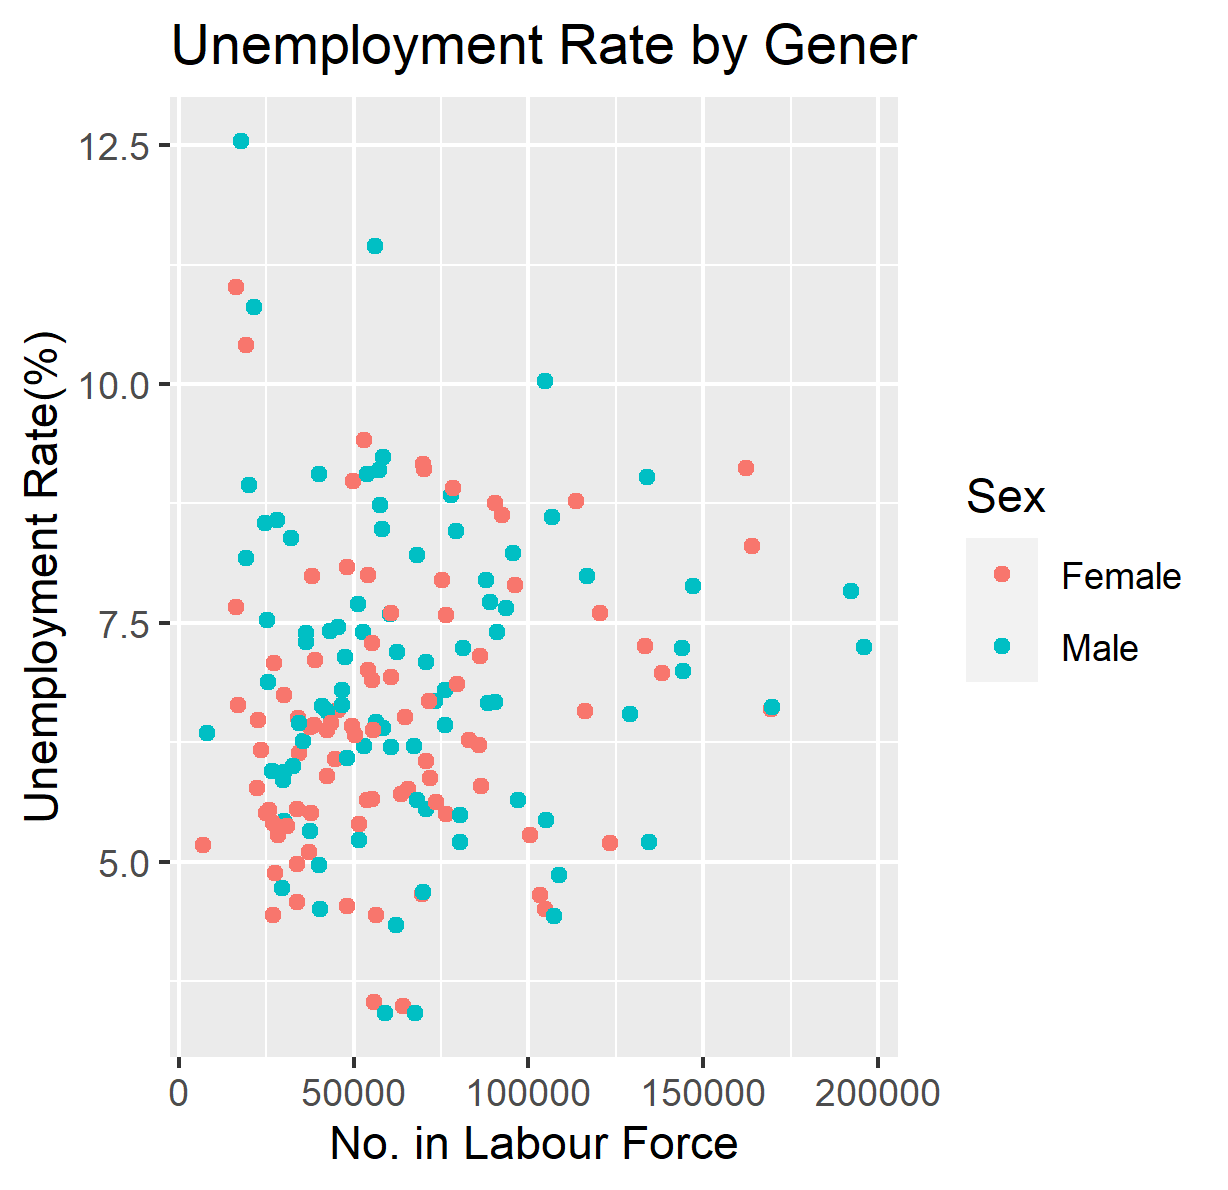 Unemployment Rate by Gener
12.5
10.0
7.5
5.0
Unemployment Rate(%)
0 50000 100000 150000 200000
No. in Labour Force
Sex
Female
Male